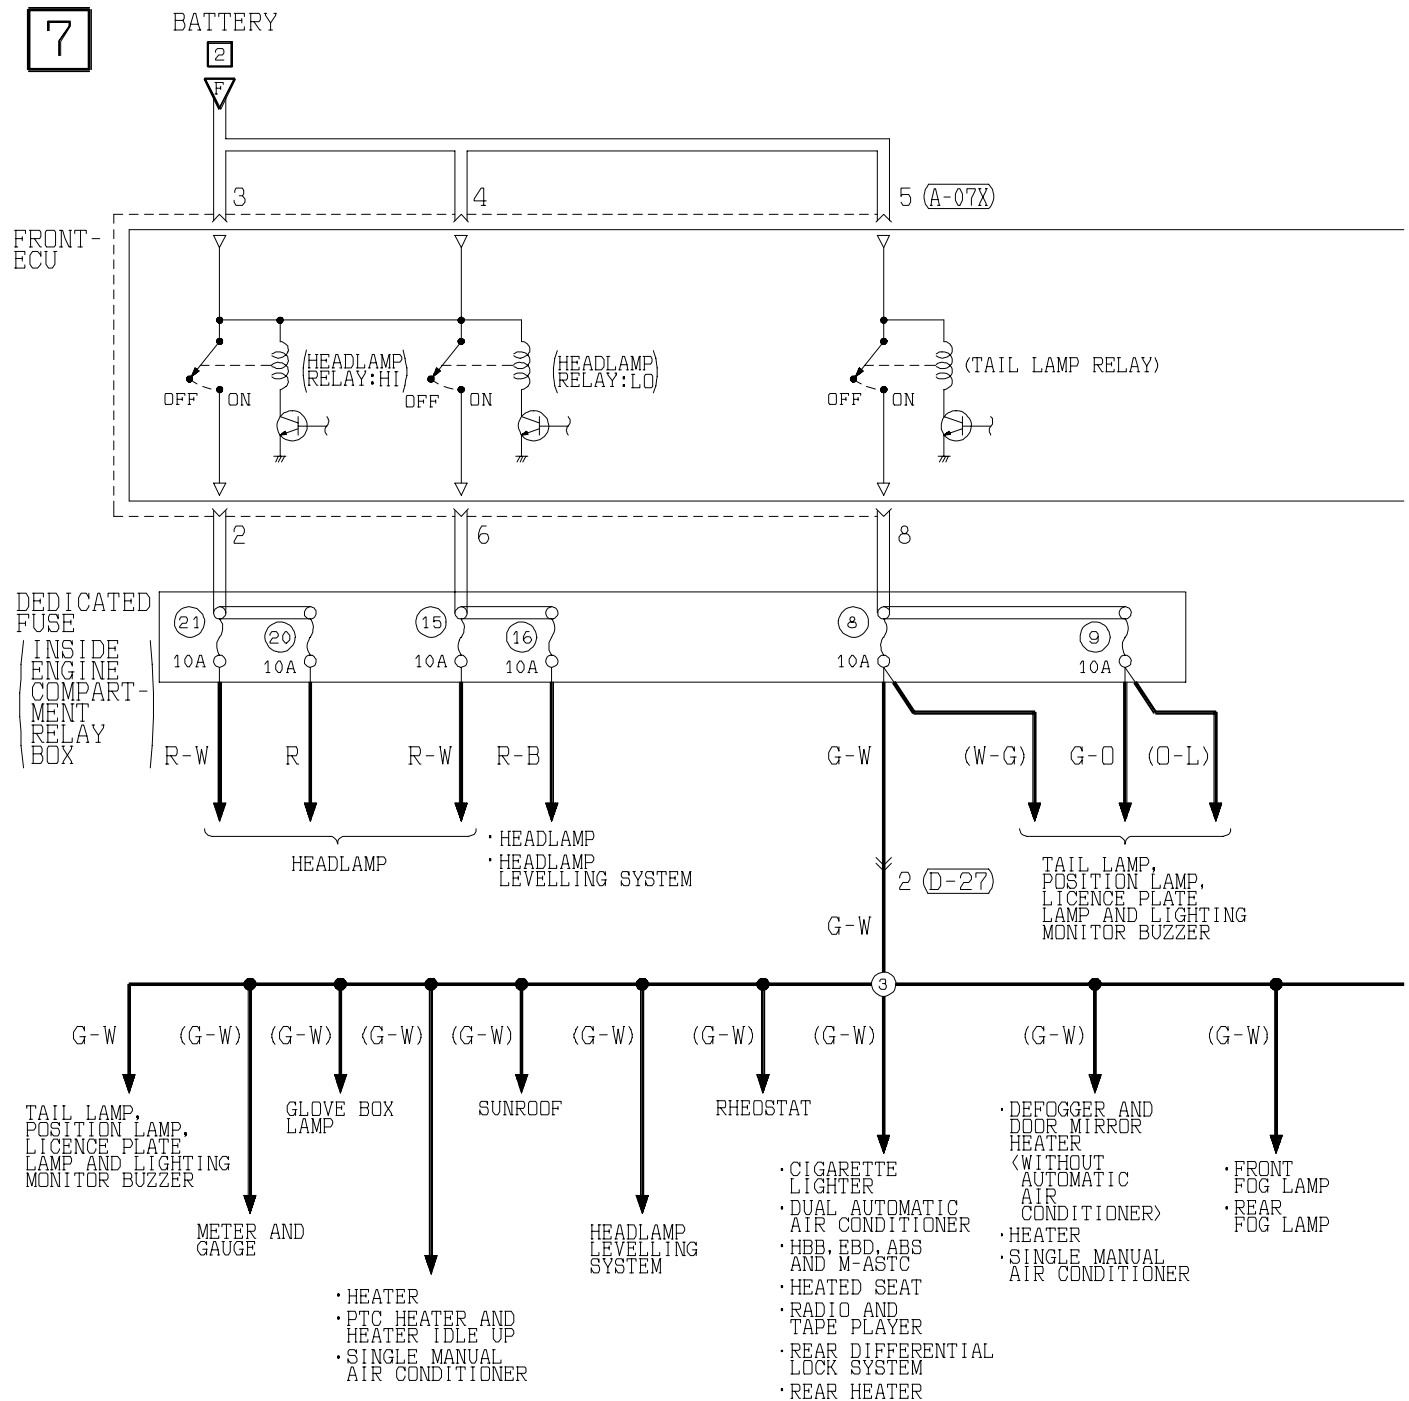 7
BATTERY
2
F
3
4
5 (A-07X)
FRONT-
ECU
(HEADLAMP
RELAY:HI)
(HEADLAMP
RELAY:LO)
(TAIL LAMP RELAY)
OFF ON
OFF ON
OFF ON
2
6
8
DEDICATED
FUSE
(INSIDE
ENGINE
COMPART-
MENT
RELAY
BOX)
21
10A
20
10A
15
10A
16
10A
8
10A
9
10A
R-W
R
R-W
R-B
G-W
(W-G)
G-O
(O-L)
HEADLAMP
·HEADLAMP
·HEADLAMP
LEVELLING SYSTEM
2 (D-27)
TAIL LAMP,
POSITION LAMP,
LICENCE PLATE
LAMP AND LIGHTING
MONITOR BUZZER
G-W
3
G-W
(G-W)
(G-W)
(G-W)
(G-W)
(G-W)
(G-W)
(G-W)
(G-W)
(G-W)
TAIL LAMP,
POSITION LAMP,
LICENCE PLATE
LAMP AND LIGHTING
MONITOR BUZZER
METER AND
GAUGE
GLOVE BOX
LAMP
·HEATER
·PTC HEATER AND
HEATER IDLE UP
·SINGLE MANUAL
AIR CONDITIONER
SUNROOF
HEADLAMP
LEVELLING
SYSTEM
RHEOSTAT
·CIGARETTE
LIGHTER
·DUAL AUTOMATIC
AIR CONDITIONER
·HBB,EBD,ABS
AND M-ASTC
·HEATED SEAT
·RADIO AND
TAPE PLAYER
·REAR DIFFERENTIAL
LOCK SYSTEM
·REAR HEATER
·DEFOGGER AND
DOOR MIRROR
HEATER
<WITHOUT
AUTOMATIC
AIR
CONDITIONER>
·HEATER
·SINGLE MANUAL
AIR CONDITIONER
·FRONT
FOG LAMP
·REAR
FOG LAMP